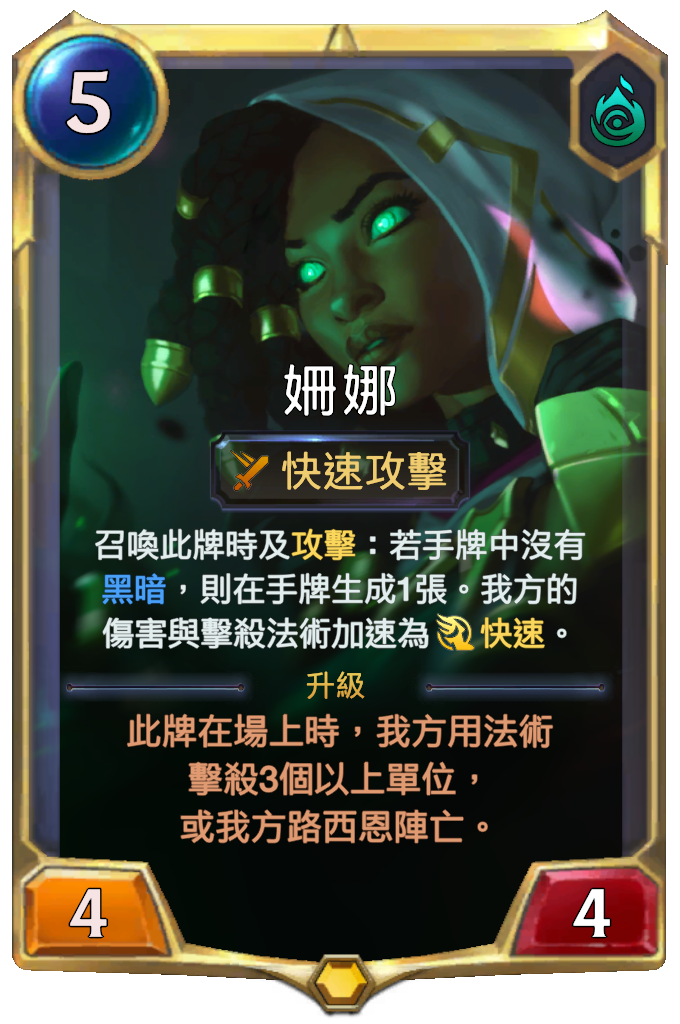 5
姍娜
快速攻擊
召喚此牌時及攻擊：若手牌中沒有
黑暗，則在手牌生成1張。我方的
傷害與擊殺法術加速為快速。
升級
此牌在場上時，我方用法術
擊殺3個以上單位，
或我方路西恩陣亡。
4
4